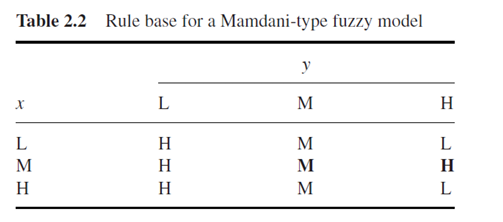 Table 2.2 Rule base for a Mamdani-type fuzzy model
y
x L M H
L H M L
M H M H
H H M L